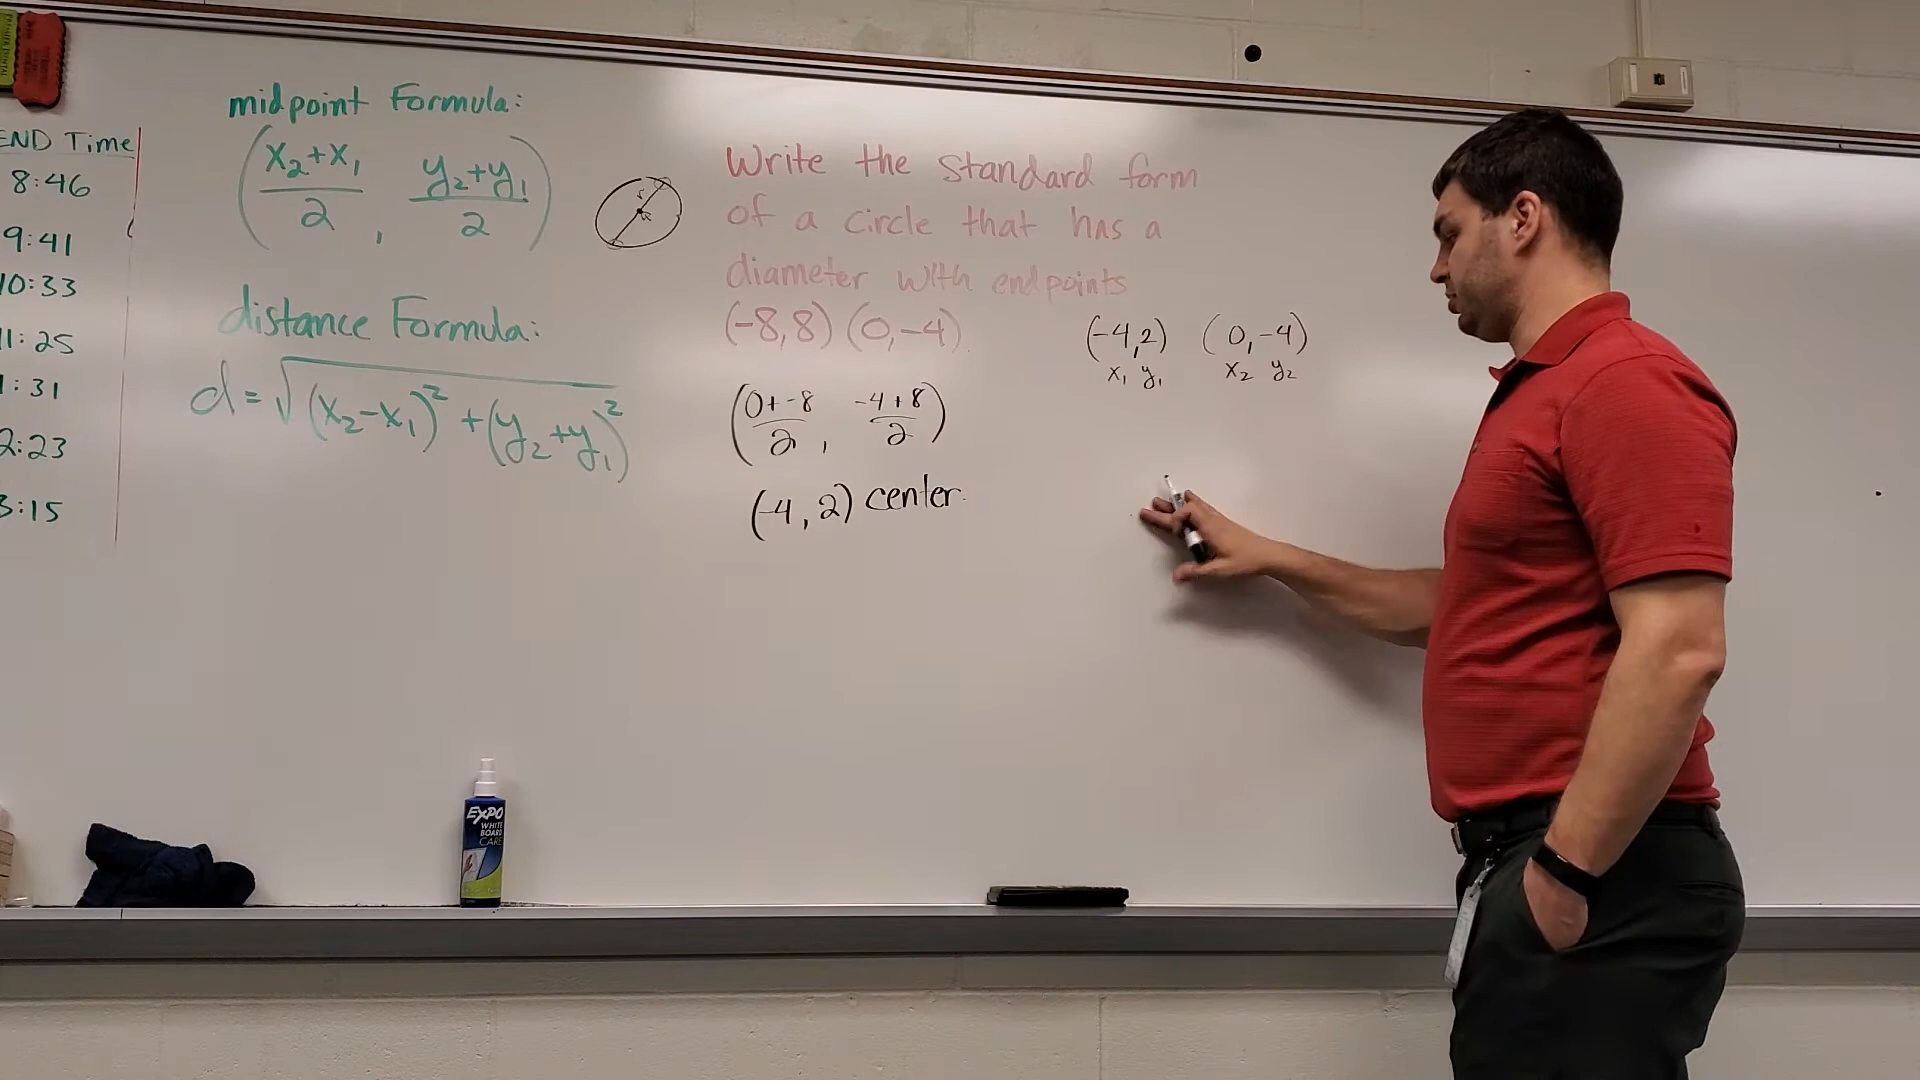 END Time
8:46
9:41
10:33
11:25
1:31
2:23
3:15
midpoint Formula:
(x₂+x₁/2, y₂+y₁/2)
distance Formula:
d=√(x₂-x₁)²+(y₂+y₁)²
r
Write the standard form
of a circle that has a
diameter with endpoints
(-8,8) (0,-4).
(0+-8/2, -4+8/2)
(-4,2) center.
(-4,2) (0,-4)
x₁ y₁ x₂ y₂
EXPO
WHITE
BOARD
CARE